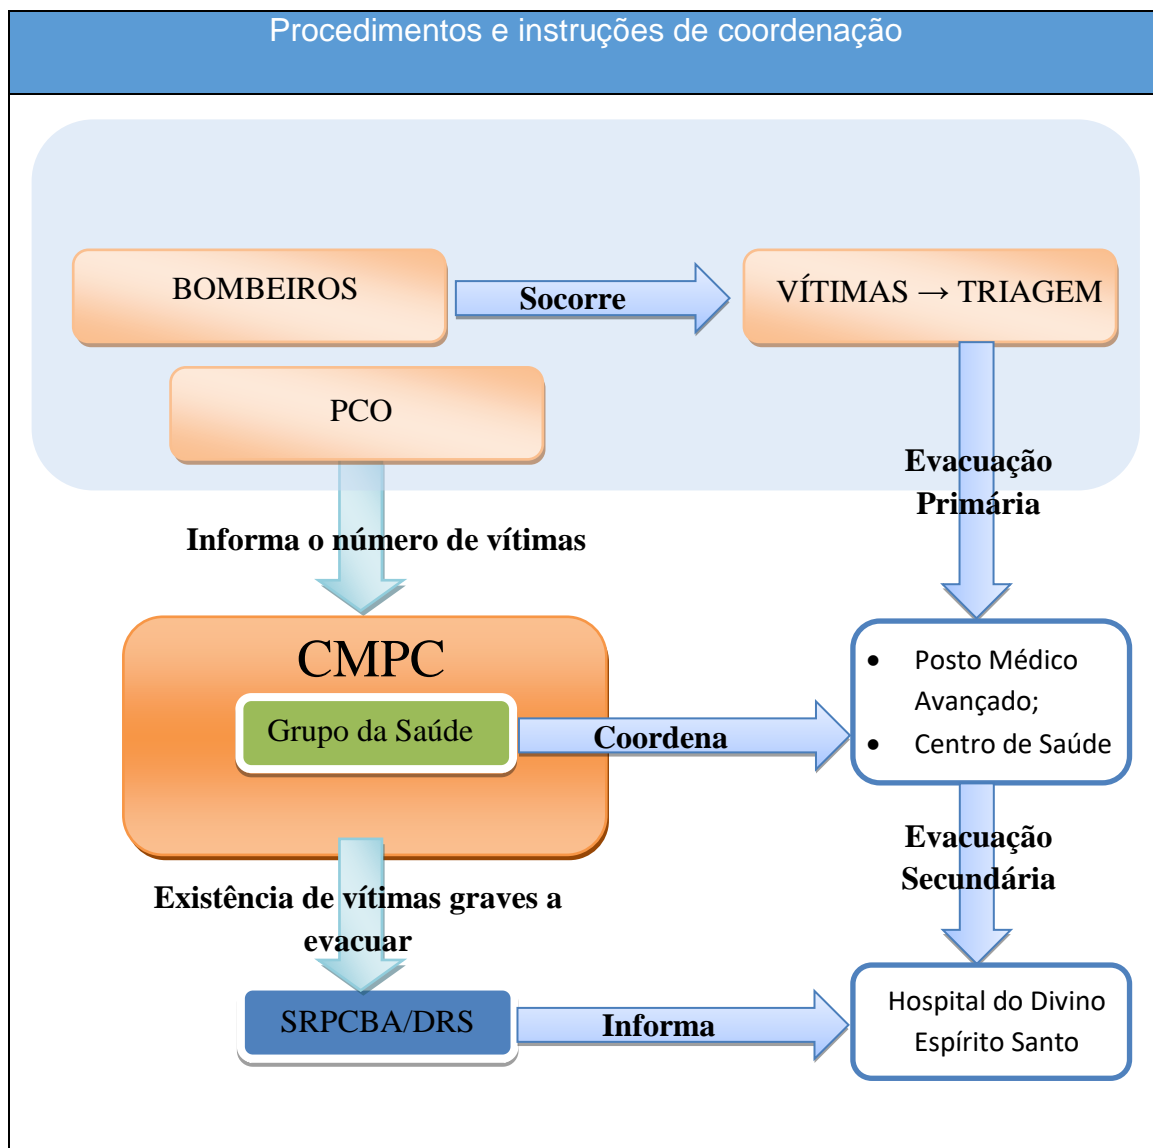 Procedimentos e instruções de coordenação
BOMBEIROS
Socorre
VÍTIMAS → TRIAGEM
PCO
Evacuação
Primária
Informa o número de vítimas
CMPC
Grupo da Saúde
Coordena
• Posto Médico
Avançado;
• Centro de Saúde
Evacuação
Secundária
Existência de vítimas graves a
evacuar
SRPCBA/DRS
Informa
Hospital do Divino
Espírito Santo